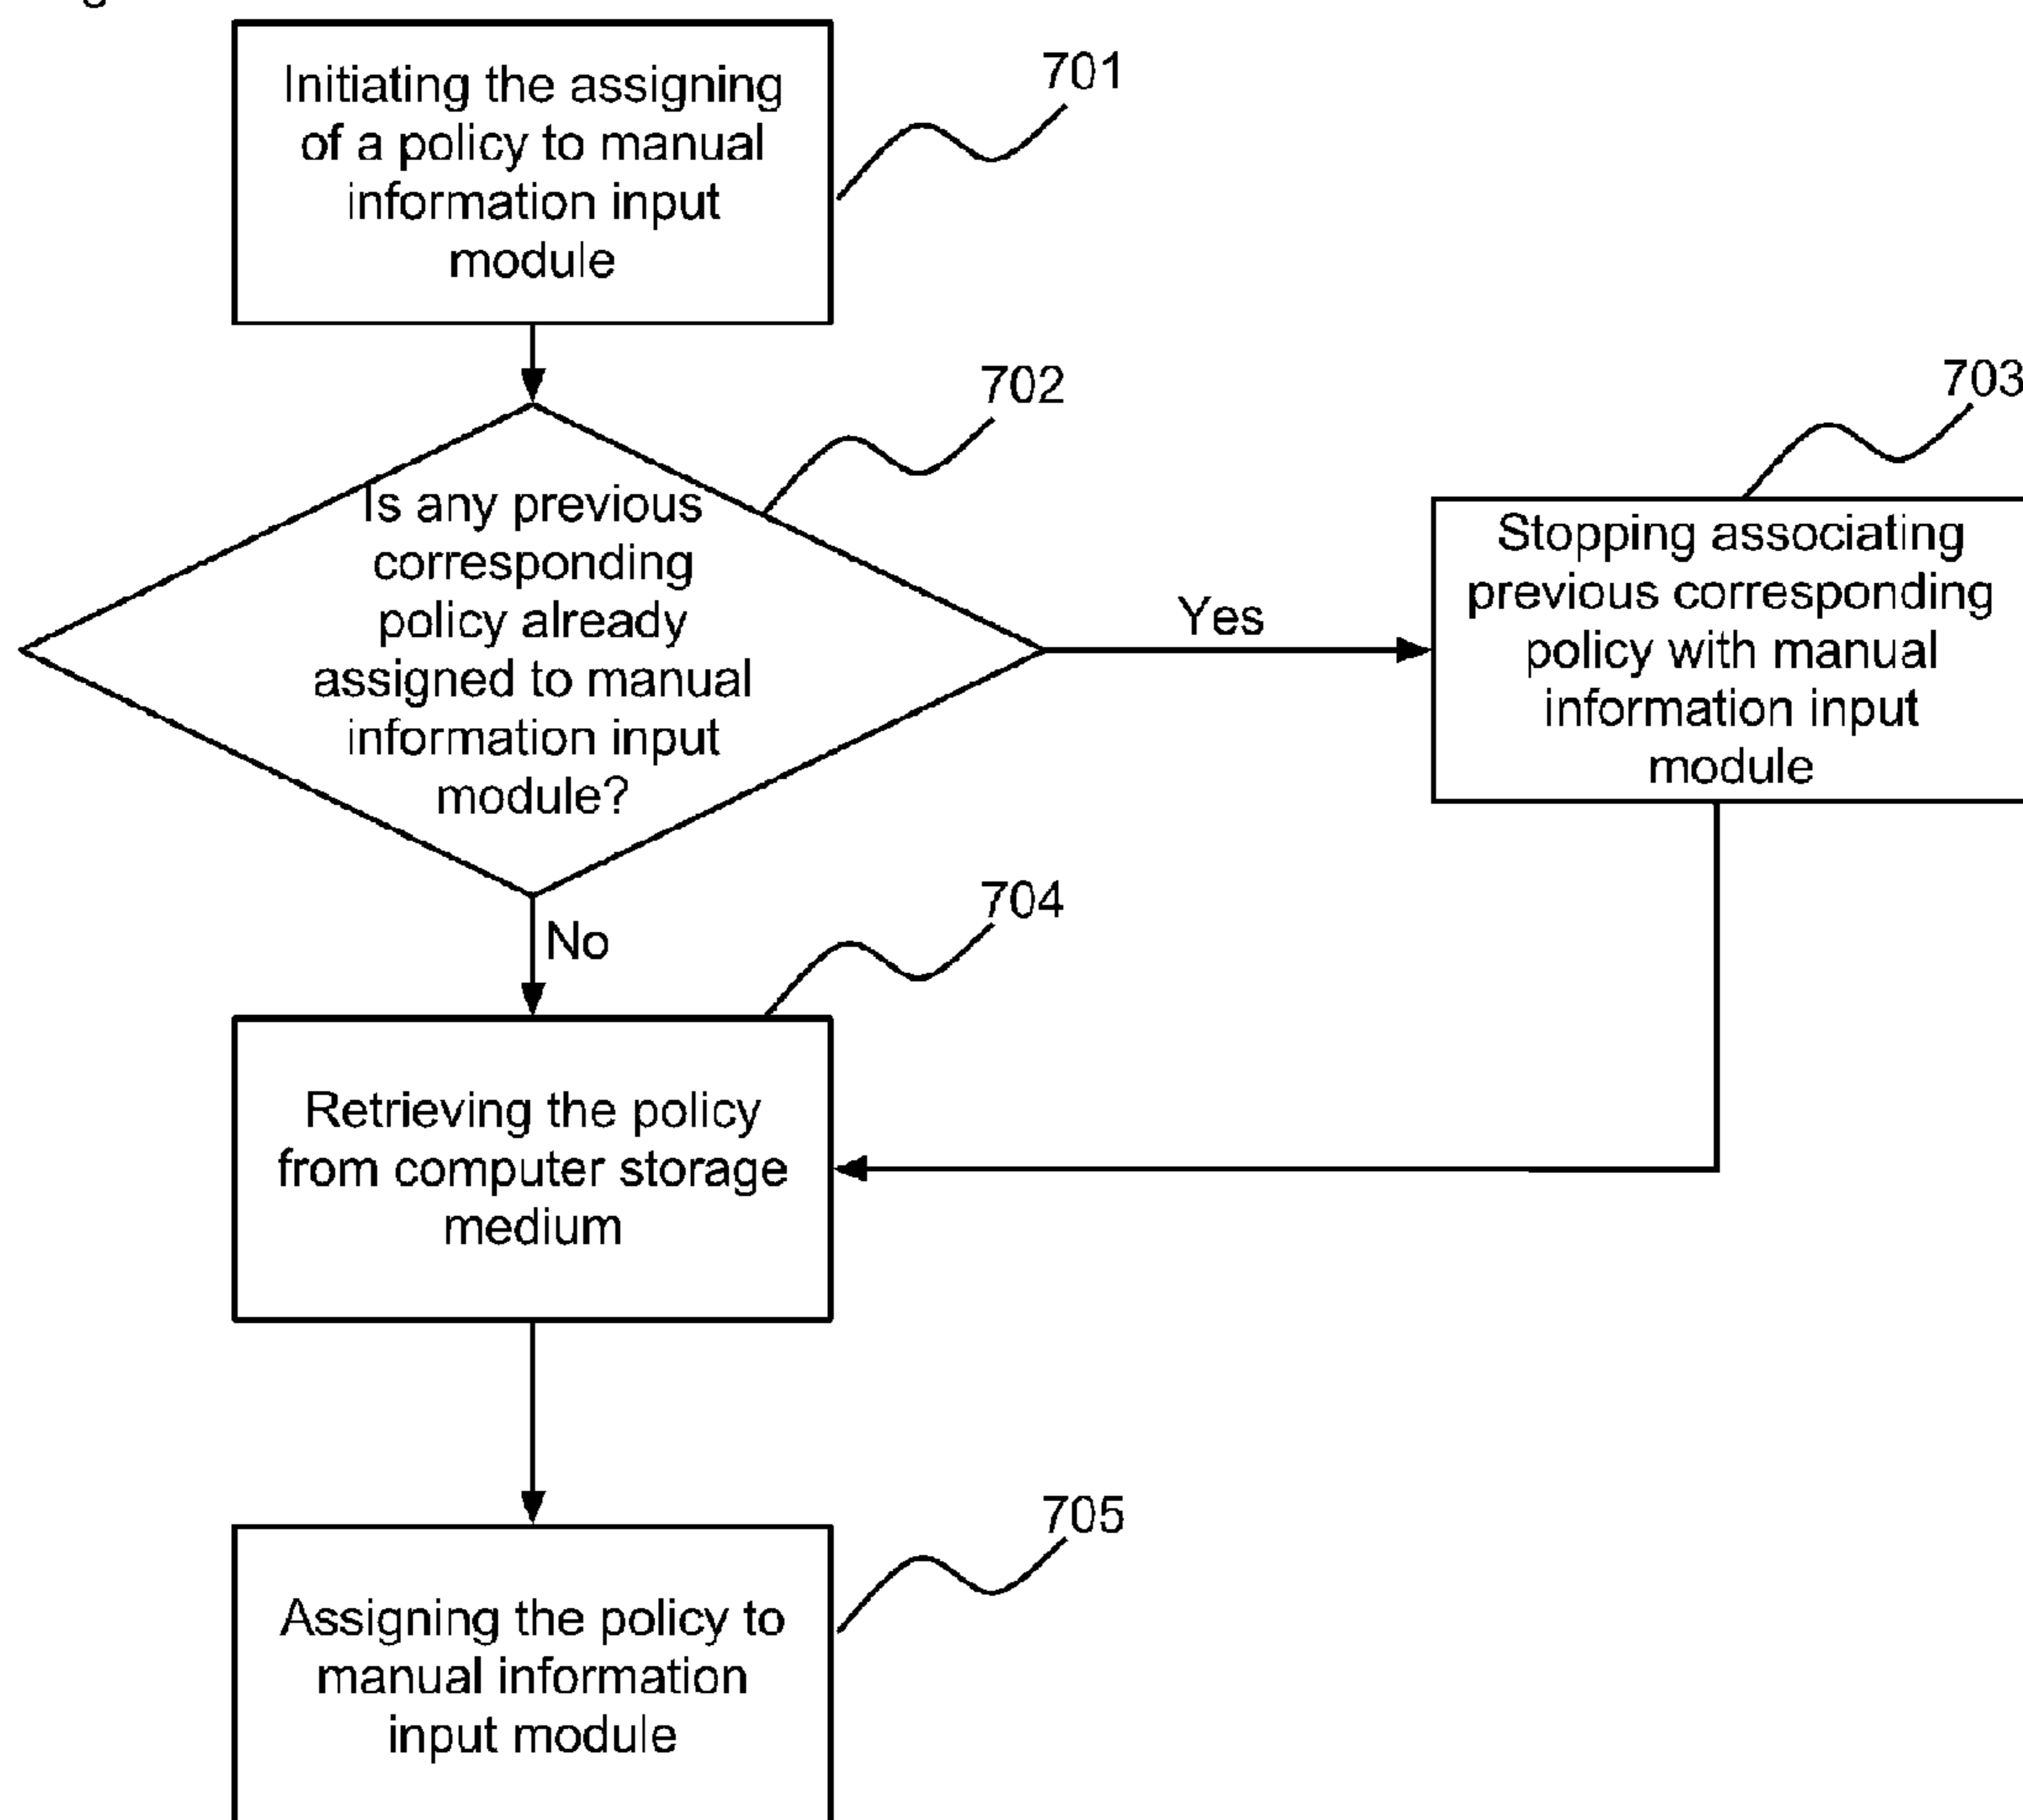 Initiating the assigning
of a policy to manual
information input
module
701
702
Is any previous
corresponding
policy already
assigned to manual
information input
module?
Yes
703
Stopping associating
previous corresponding
policy with manual
information input
module
No
704
Retrieving the policy
from computer storage
medium
705
Assigning the policy to
manual information
input module